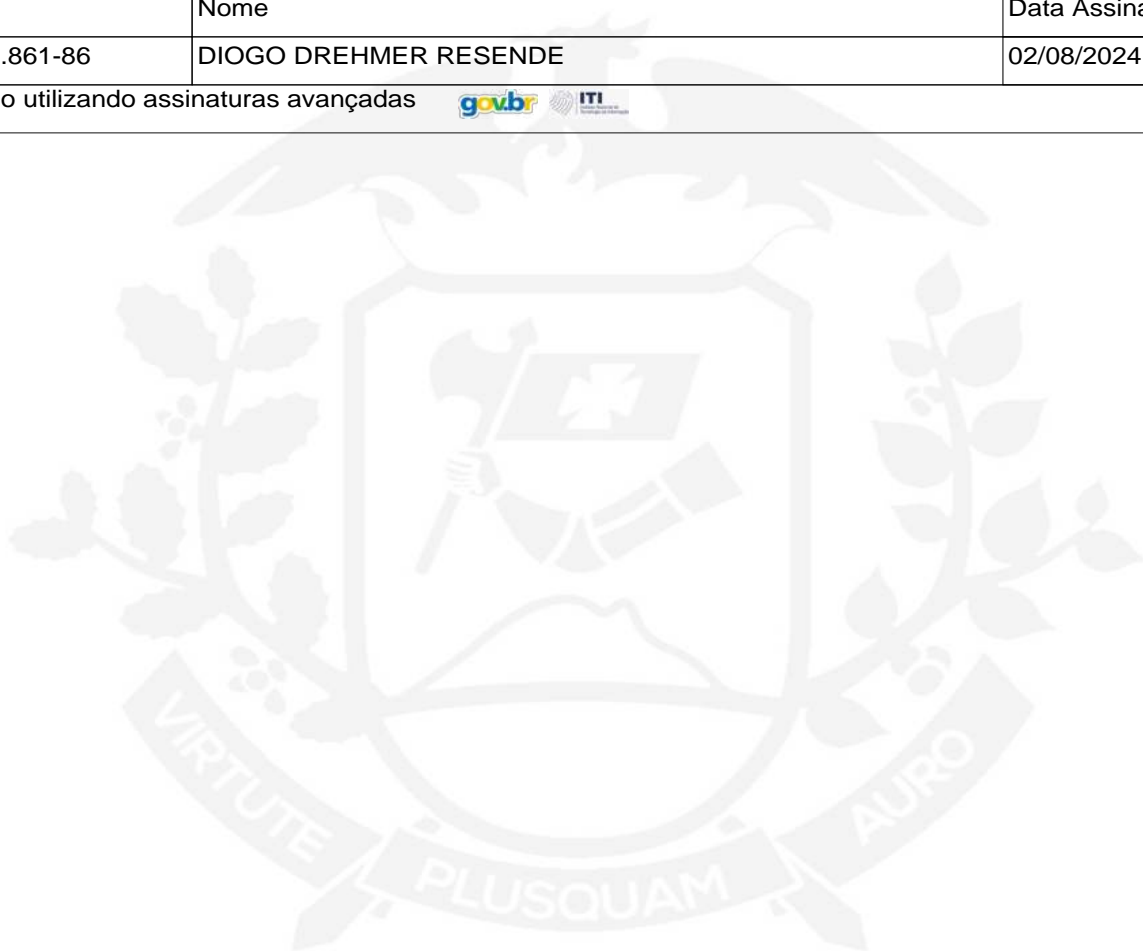 Nome Data Assina
.861-86 DIOGO DREHMER RESENDE 02/08/2024
o utilizando assinaturas avançadas gov.br ITI
VIRTUTE PLUSQUAM AURO